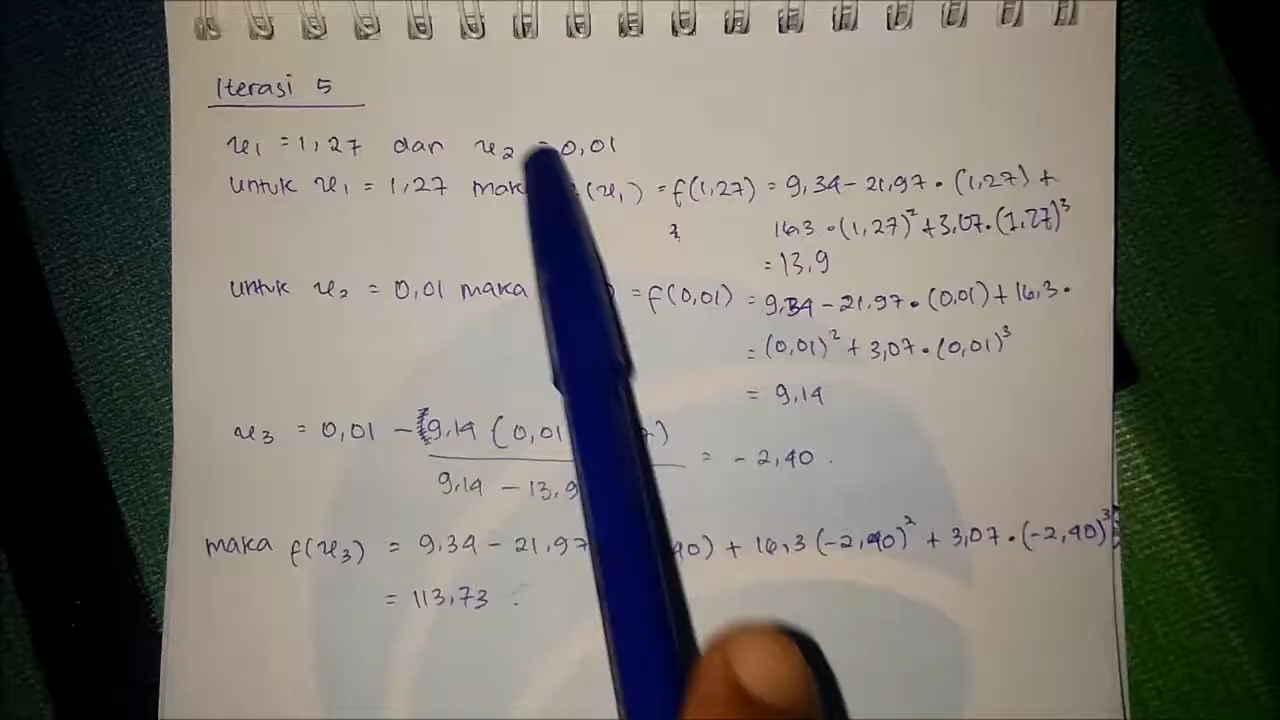 Iterasi 5
x₁ = 1,27 dan x₂ = 0,01
untuk x₁ = 1,27 mak (x₁) = f(1,27) = 9,34 - 21,97 • (1,27) +
16,3 • (1,27)² + 3,07 • (1,27)³
= 13,9
untuk x₂ = 0,01 maka = f(0,01) = 9,34 - 21,97 • (0,01) + 16,3 •
= (0,01)² + 3,07 • (0,01)³
= 9,14
x₃ = 0,01 - 9,14 (0,01 ) = -2,40 .
9,14 - 13,9
maka f(x₃) = 9,34 - 21,97 40) + 16,3 (-2,40)² + 3,07 • (-2,40)³
= 113,73 .